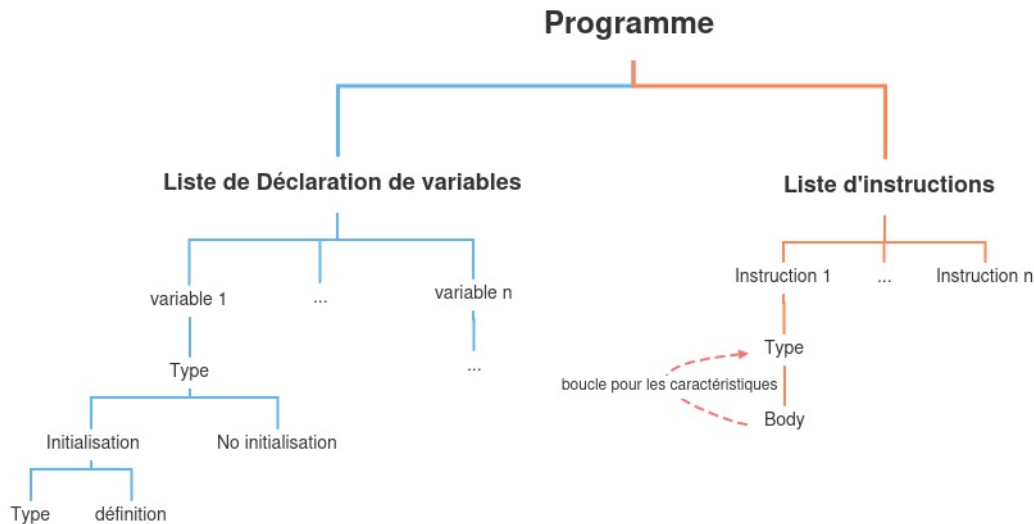 Programme
Liste de Déclaration de variables
Liste d'instructions
variable 1
...
variable n
Instruction 1
...
Instruction n
Type
...
Type
boucle pour les caractéristiques
Initialisation
No initialisation
Body
Type
définition